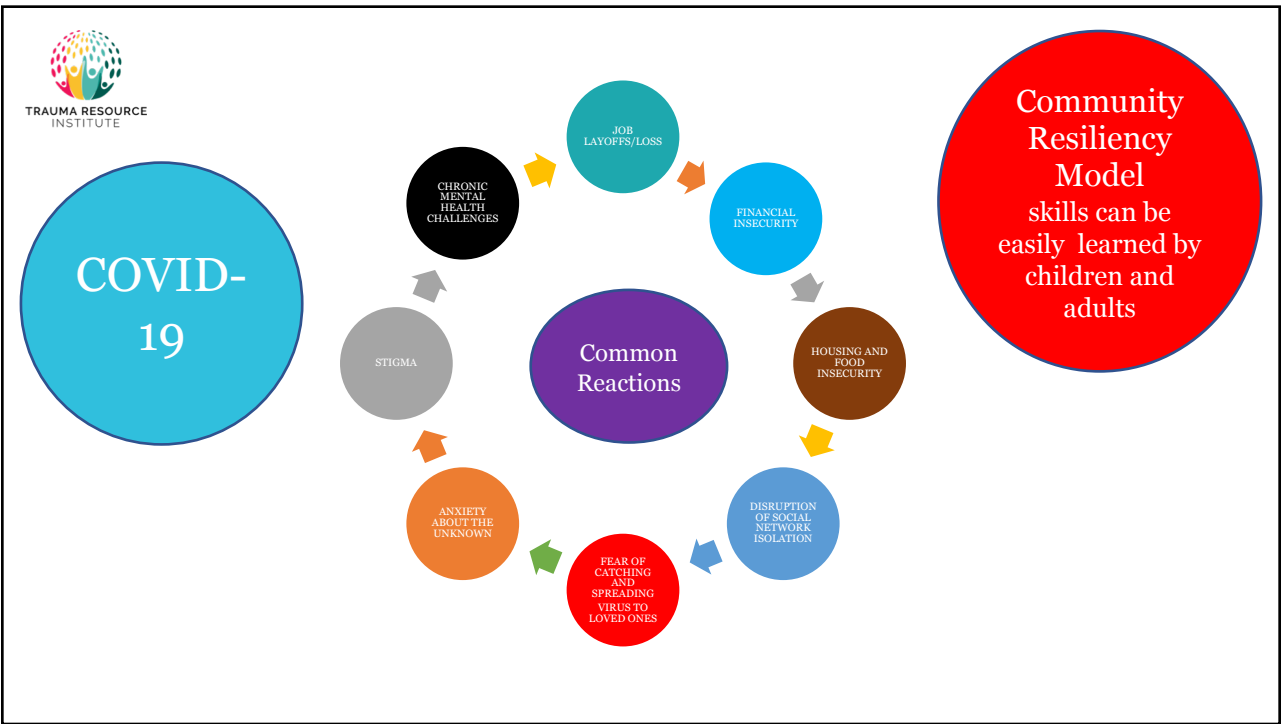 TRAUMA RESOURCE
INSTITUTE
COVID-
19
Common
Reactions
JOB
LAYOFFS/LOSS
FINANCIAL
INSECURITY
HOUSING AND
FOOD
INSECURITY
DISRUPTION
OF SOCIAL
NETWORK
ISOLATION
FEAR OF
CATCHING
AND
SPREADING
VIRUS TO
LOVED ONES
ANXIETY
ABOUT THE
UNKNOWN
STIGMA
CHRONIC
MENTAL
HEALTH
CHALLENGES
Community
Resiliency
Model
skills can be
easily learned by
children and
adults